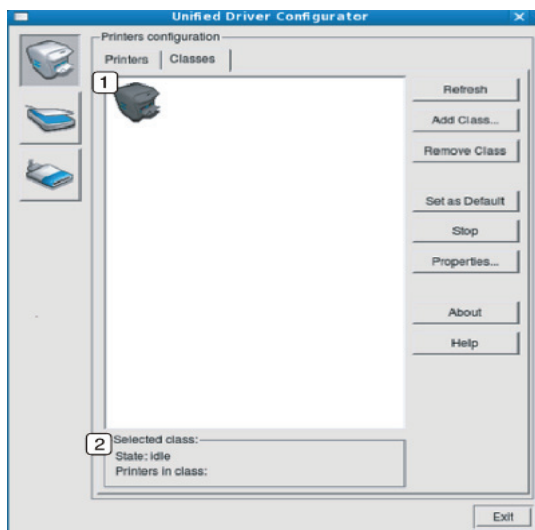 Unified Driver Configurator
Printers configuration
Printers Classes
1
Refresh
Add Class...
Remove Class
Set as Default
Stop
Properties...
About
Help
2
Selected class:
State: idle
Printers in class:
Exit